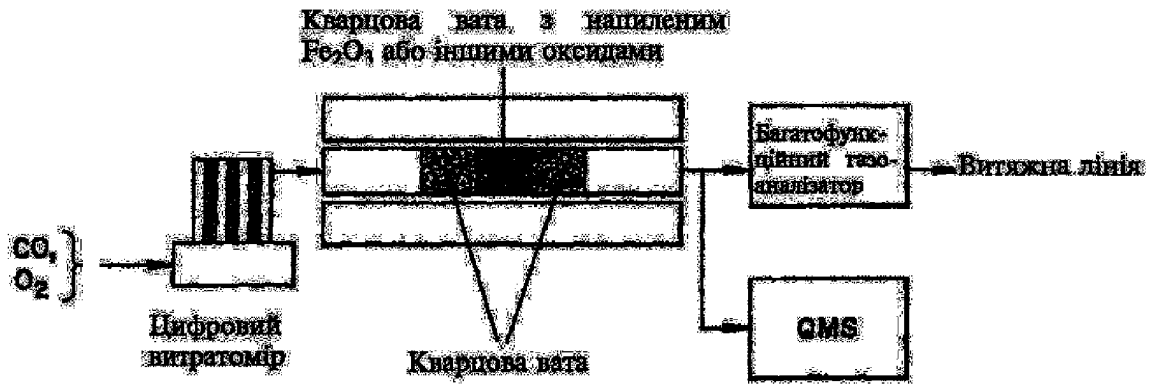 Кварцова вата з напиленим
Fe₂O₃ або іншими оксидами
Багатофунк-
ційний газо-
аналізатор
Витяжна лінія
CO,
O₂
Цифровий
витратомір
Кварцова вата
QMS